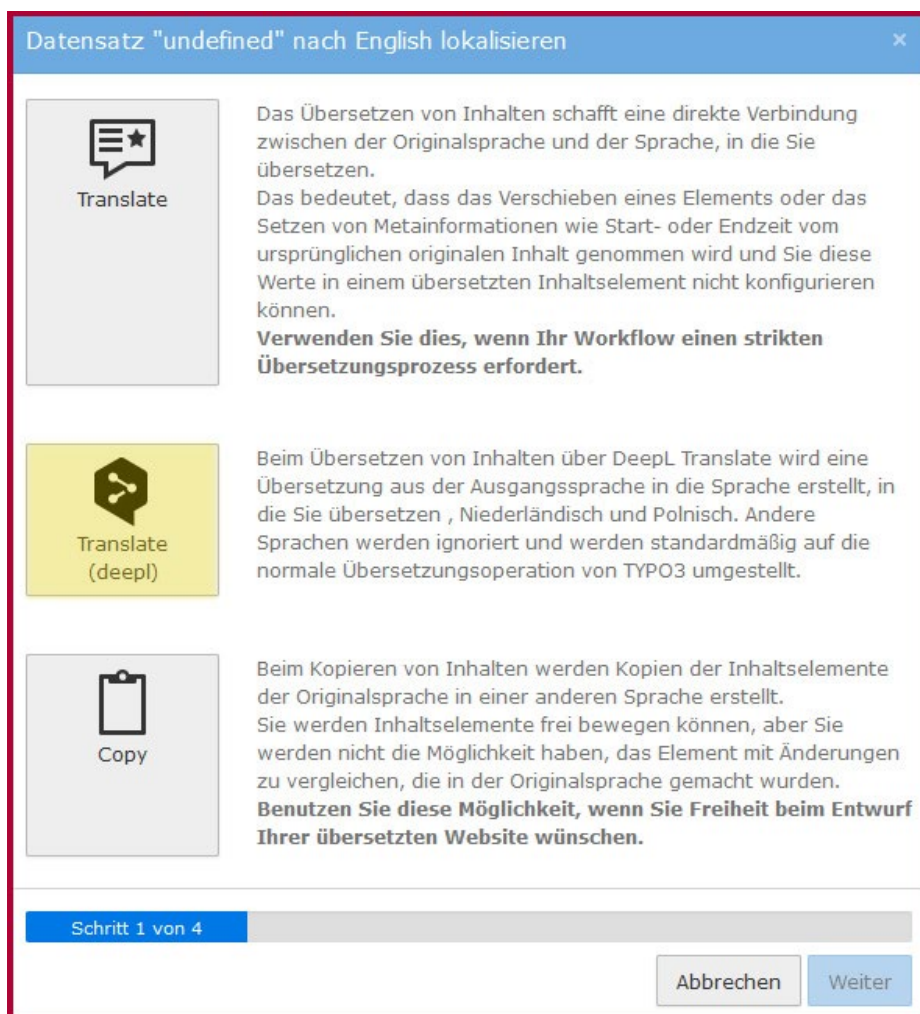 Datensatz "undefined" nach English lokalisieren ×
Translate
Das Übersetzen von Inhalten schafft eine direkte Verbindung
zwischen der Originalsprache und der Sprache, in die Sie
übersetzen.
Das bedeutet, dass das Verschieben eines Elements oder das
Setzen von Metainformationen wie Start- oder Endzeit vom
ursprünglichen originalen Inhalt genommen wird und Sie diese
Werte in einem übersetzten Inhaltselement nicht konfigurieren
können.
Verwenden Sie dies, wenn Ihr Workflow einen strikten
Übersetzungsprozess erfordert.
Translate
(deepl)
Beim Übersetzen von Inhalten über DeepL Translate wird eine
Übersetzung aus der Ausgangssprache in die Sprache erstellt, in
die Sie übersetzen , Niederländisch und Polnisch. Andere
Sprachen werden ignoriert und werden standardmäßig auf die
normale Übersetzungsoperation von TYPO3 umgestellt.
Copy
Beim Kopieren von Inhalten werden Kopien der Inhaltselemente
der Originalsprache in einer anderen Sprache erstellt.
Sie werden Inhaltselemente frei bewegen können, aber Sie
werden nicht die Möglichkeit haben, das Element mit Änderungen
zu vergleichen, die in der Originalsprache gemacht wurden.
Benutzen Sie diese Möglichkeit, wenn Sie Freiheit beim Entwurf
Ihrer übersetzten Website wünschen.
Schritt 1 von 4
Abbrechen Weiter